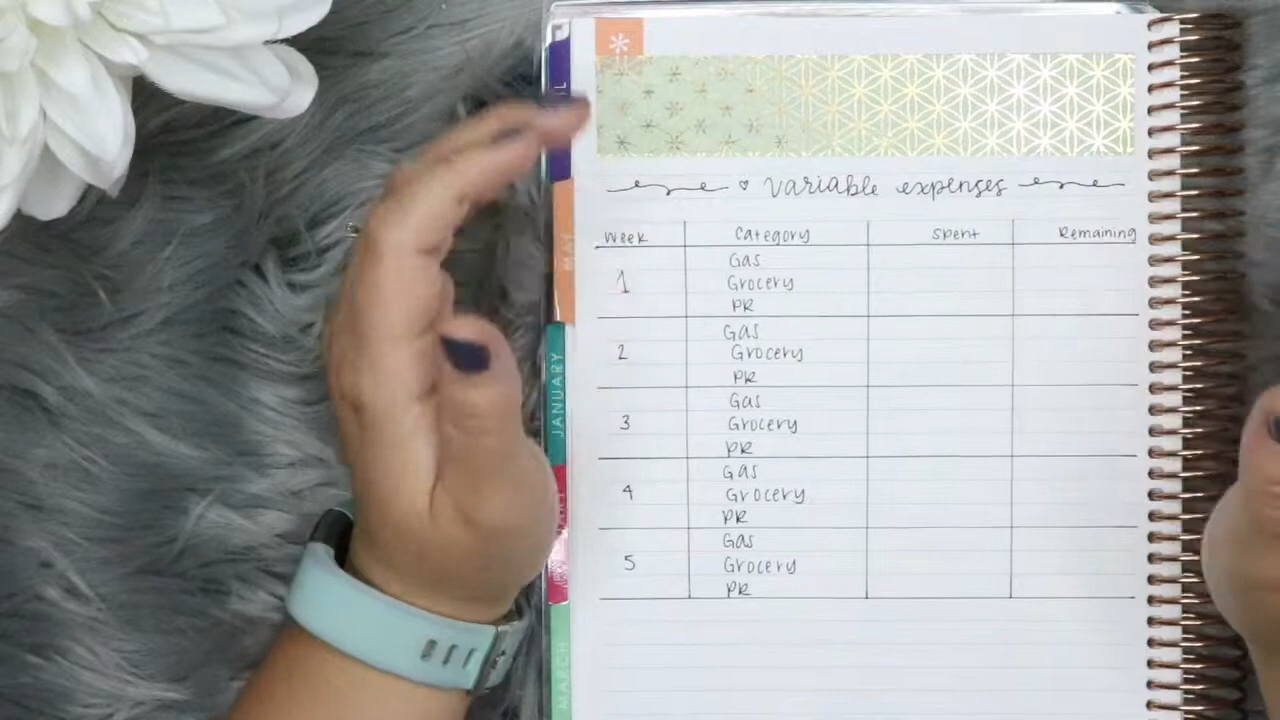 variable expenses
Week Category Spent Remaining
1 Gas
Grocery
PR
2 Gas
Grocery
PR
3 Gas
Grocery
PR
4 Gas
Grocery
PR
5 Gas
Grocery
PR
MAY
JANUARY
MARCH